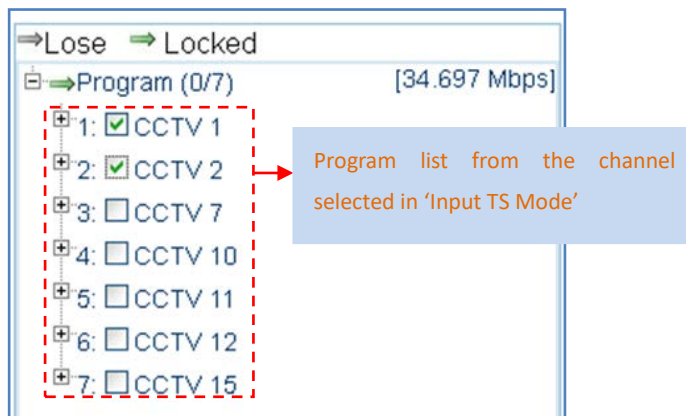 Lose Locked
Program (0/7) [34.697 Mbps]
1: CCTV 1
2: CCTV 2
3: CCTV 7
4: CCTV 10
5: CCTV 11
6: CCTV 12
7: CCTV 15
Program list from the channel
selected in ‘Input TS Mode’